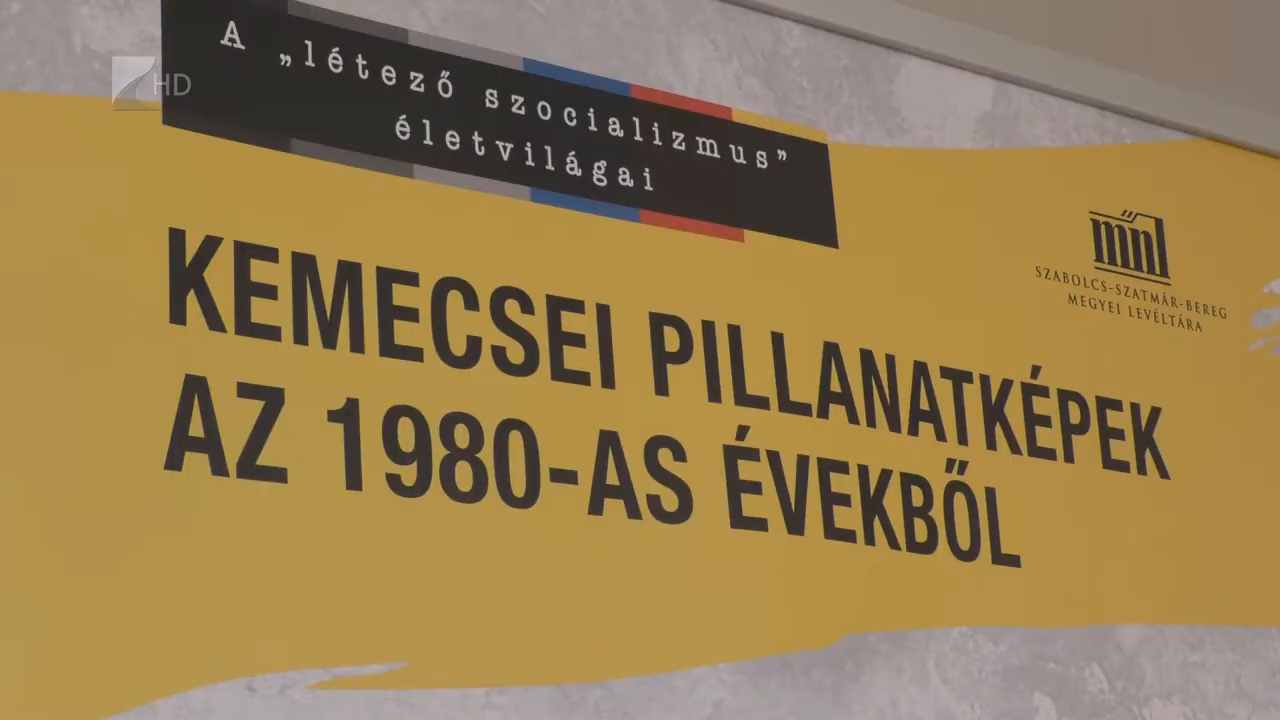 HD
A „létező szocializmus”
életvilágai
mnl
SZABOLCS-SZATMÁR-BEREG
MEGYEI LEVÉLTÁRA
KEMECSEI PILLANATKÉPEK
AZ 1980-AS ÉVEKBŐL